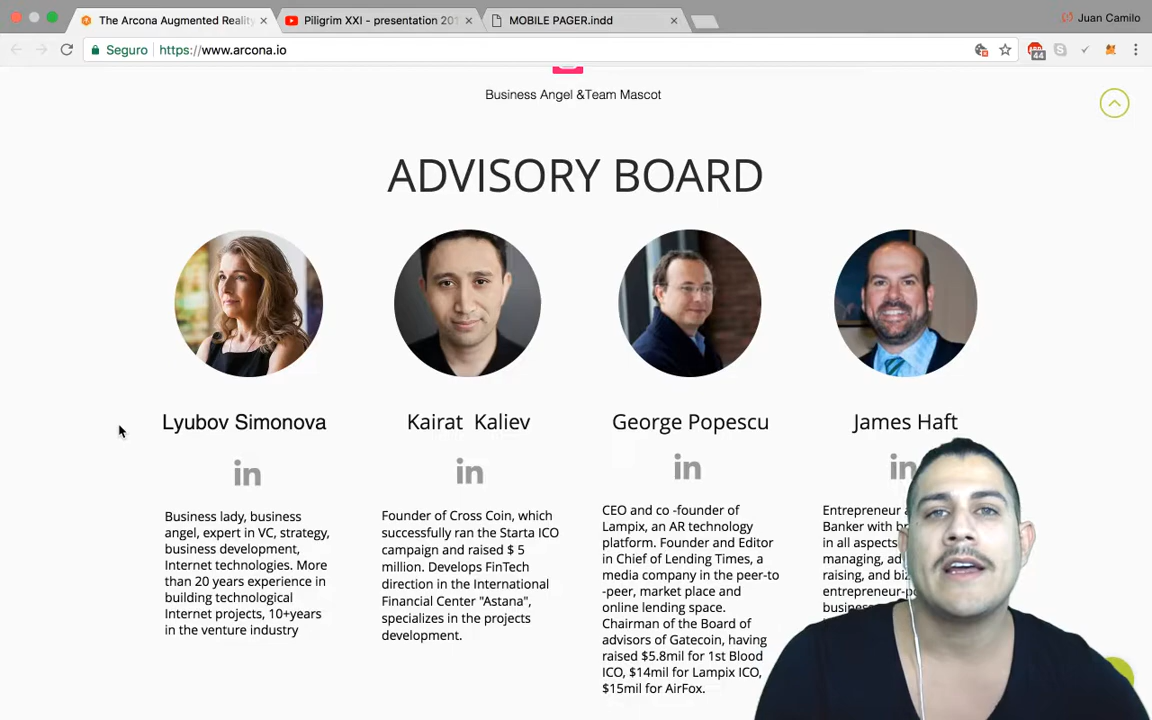 The Arcona Augmented Reality
Piligrim XXI - presentation 201
MOBILE PAGER.indd
Juan Camilo
Seguro
https://www.arcona.io
44
Business Angel &Team Mascot
ADVISORY BOARD
Lyubov Simonova
Kairat Kaliev
George Popescu
James Haft
in
in
in
in
Business lady, business
angel, expert in VC, strategy,
business development,
Internet technologies. More
than 20 years experience in
building technological
Internet projects, 10+years
in the venture industry
Founder of Cross Coin, which
successfully ran the Starta ICO
campaign and raised $ 5
million. Develops FinTech
direction in the International
Financial Center "Astana",
specializes in the projects
development.
CEO and co -founder of
Lampix, an AR technology
platform. Founder and Editor
in Chief of Lending Times, a
media company in the peer-to
-peer, market place and
online lending space.
Chairman of the Board of
advisors of Gatecoin, having
raised $5.8mil for 1st Blood
ICO, $14mil for Lampix ICO,
$15mil for AirFox.
Entrepreneur
Banker with
in all aspects
managing,
raising, and
business